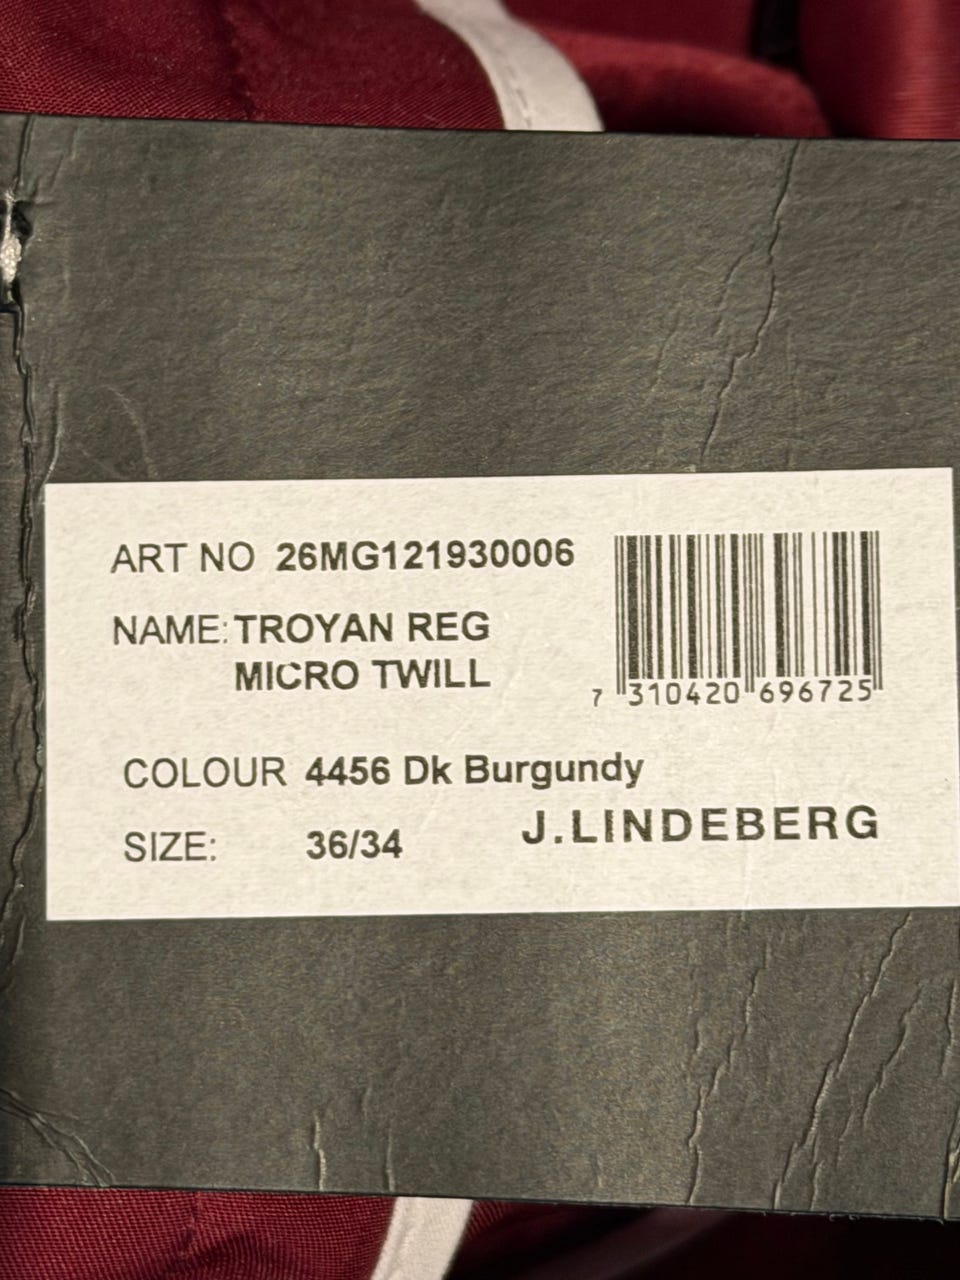 ART NO 26MG121930006
NAME: TROYAN REG
MICRO TWILL
7 310420 696725
COLOUR 4456 Dk Burgundy
J.LINDEBERG
SIZE: 36/34